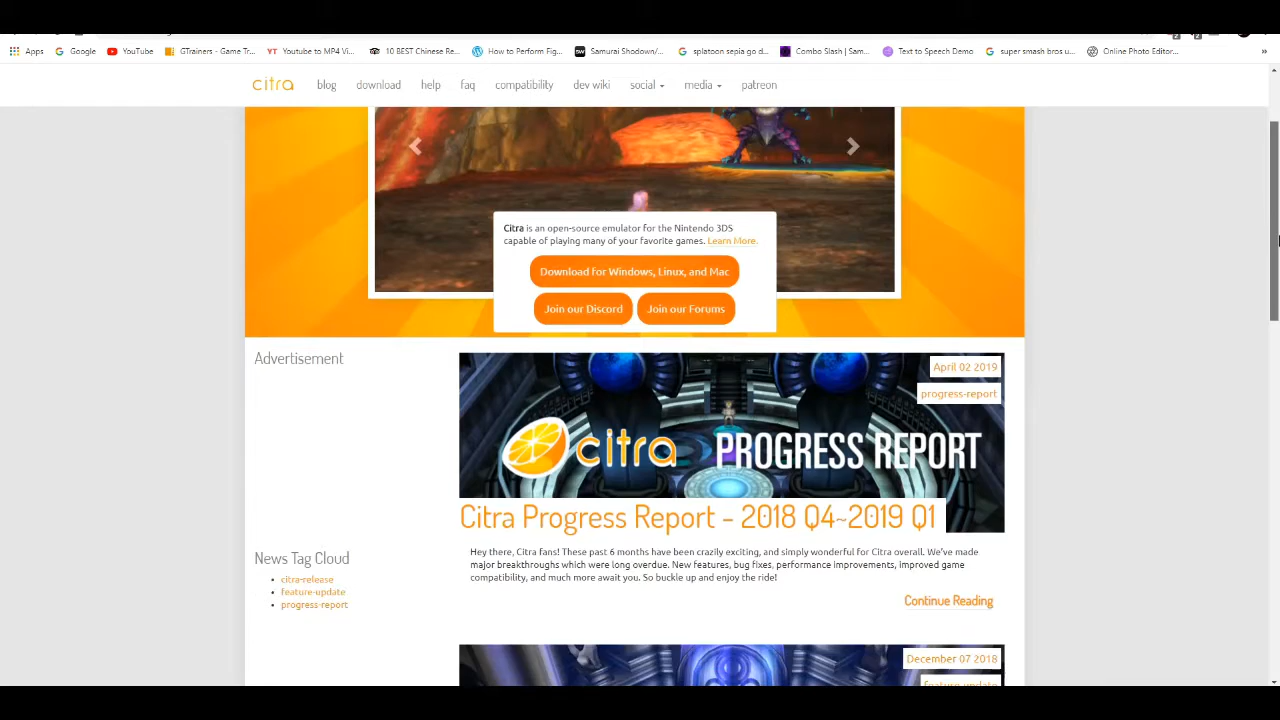 Apps Google YouTube GTrainers - Game Tr... Youtube to MP4 Vi... 10 BEST Chinese Re... How to Perform Fig... Samurai Shodown/... splatoon sepia go d... Combo Slash | Sam... Text to Speech Demo super smash bros u... Online Photo Editor... »
citra blog download help faq compatibility dev wiki social media patreon
Citra is an open-source emulator for the Nintendo 3DS
capable of playing many of your favorite games. Learn More.
Download for Windows, Linux, and Mac
Join our Discord Join our Forums
Advertisement
News Tag Cloud
citra-release
feature-update
progress-report
April 02 2019
progress-report
citra PROGRESS REPORT
Citra Progress Report – 2018 Q4~2019 Q1
Hey there, Citra fans! These past 6 months have been crazily exciting, and simply wonderful for Citra overall. We've made
major breakthroughs which were long overdue. New features, bug fixes, performance improvements, improved game
compatibility, and much more await you. So buckle up and enjoy the ride!
Continue Reading
December 07 2018
feature-update